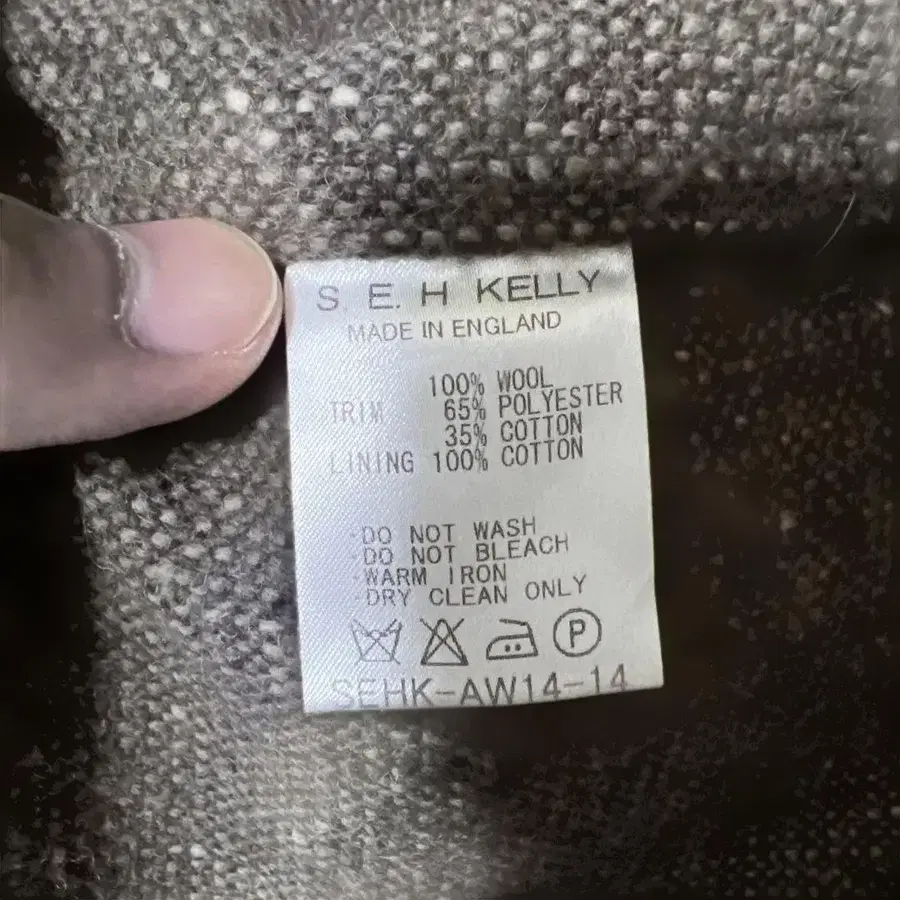 S. E. H KELLY
MADE IN ENGLAND
100% WOOL
TRIM 65% POLYESTER
35% COTTON
LINING 100% COTTON
·DO NOT WASH
·DO NOT BLEACH
·WARM IRON
·DRY CLEAN ONLY
P
SEHK-AW14-14